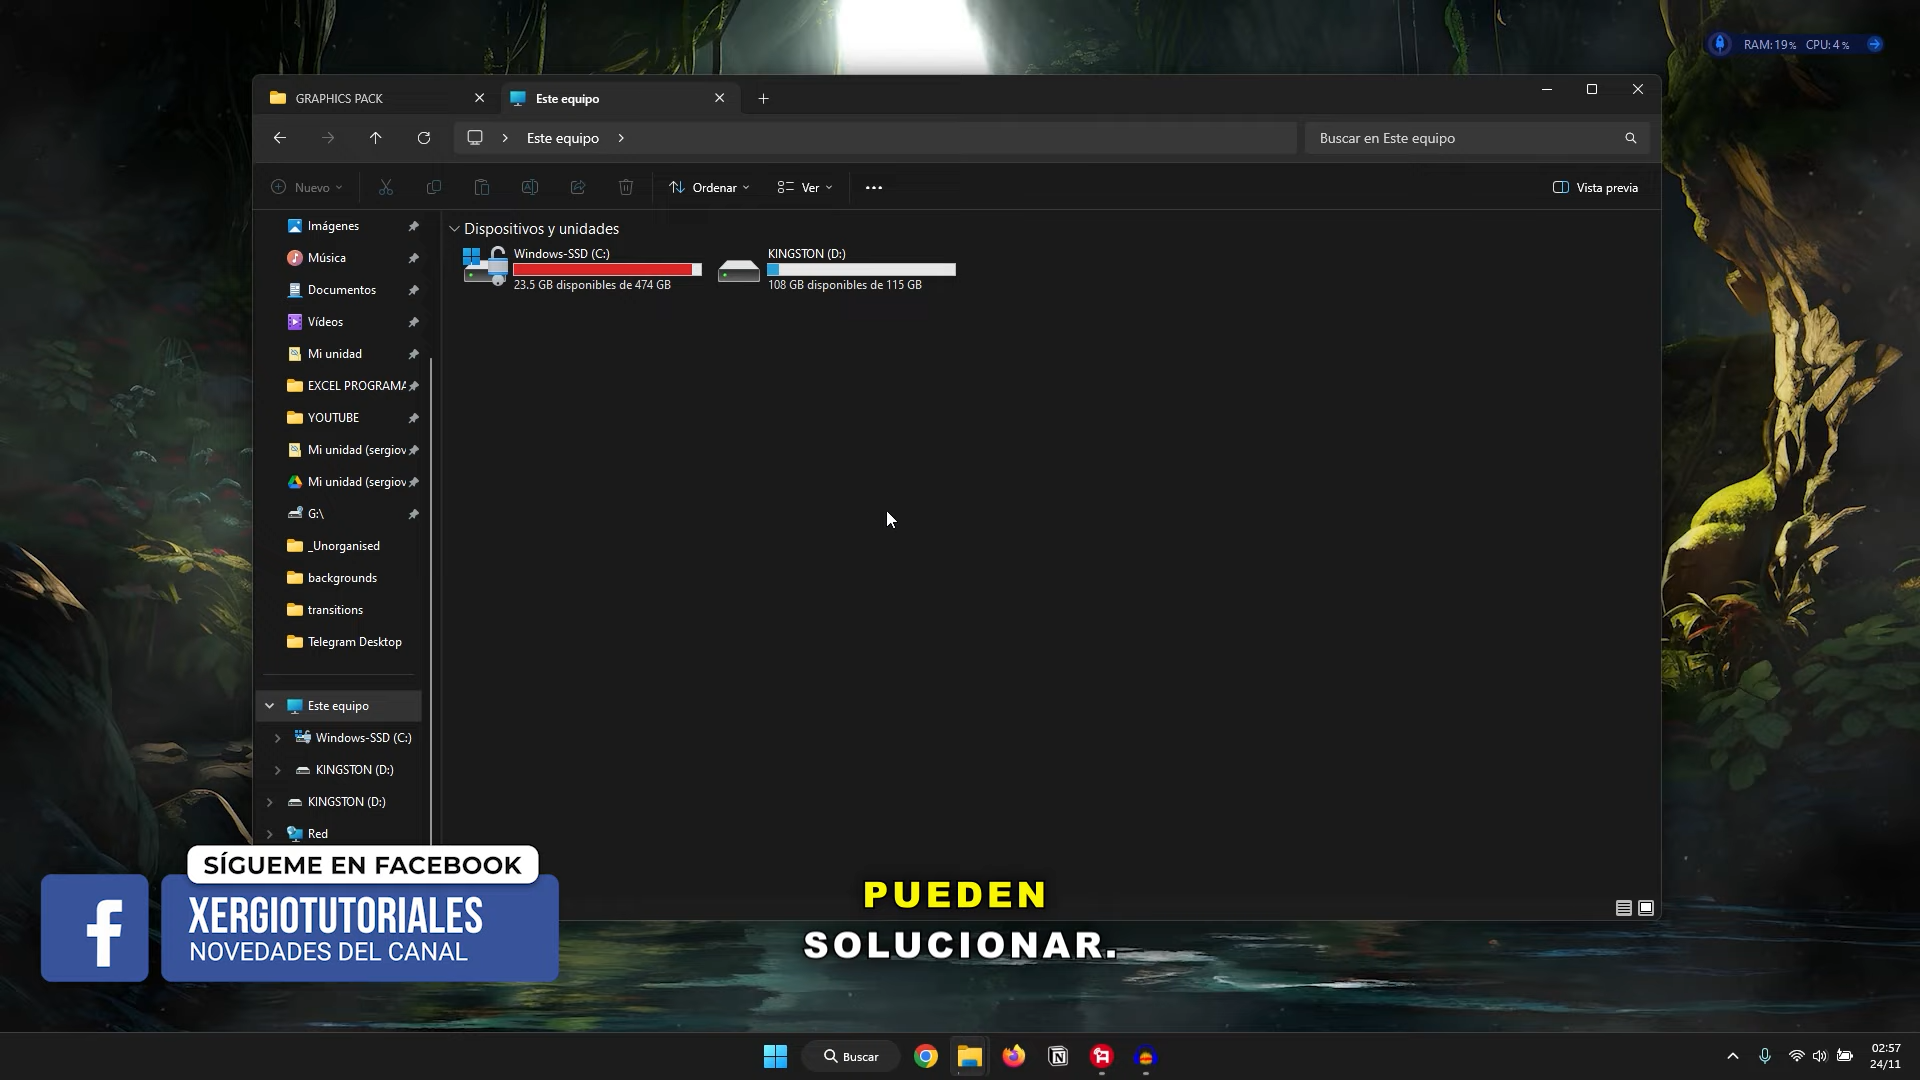 RAM: 19% CPU: 4%
GRAPHICS PACK
Este equipo
Este equipo
Buscar en Este equipo
Nuevo
Ordenar
Ver
Vista previa
Imágenes
Música
Documentos
Vídeos
Mi unidad
EXCEL PROGRAMA
YOUTUBE
Mi unidad (sergiov
Mi unidad (sergiov
G:\
_Unorganised
backgrounds
transitions
Telegram Desktop
Este equipo
Windows-SSD (C:)
KINGSTON (D:)
KINGSTON (D:)
Red
Dispositivos y unidades
Windows-SSD (C:)
23.5 GB disponibles de 474 GB
KINGSTON (D:)
108 GB disponibles de 115 GB
SÍGUEME EN FACEBOOK
f
XERGIOTUTORIALES
NOVEDADES DEL CANAL
PUEDEN
SOLUCIONAR.
Buscar
02:57
24/11